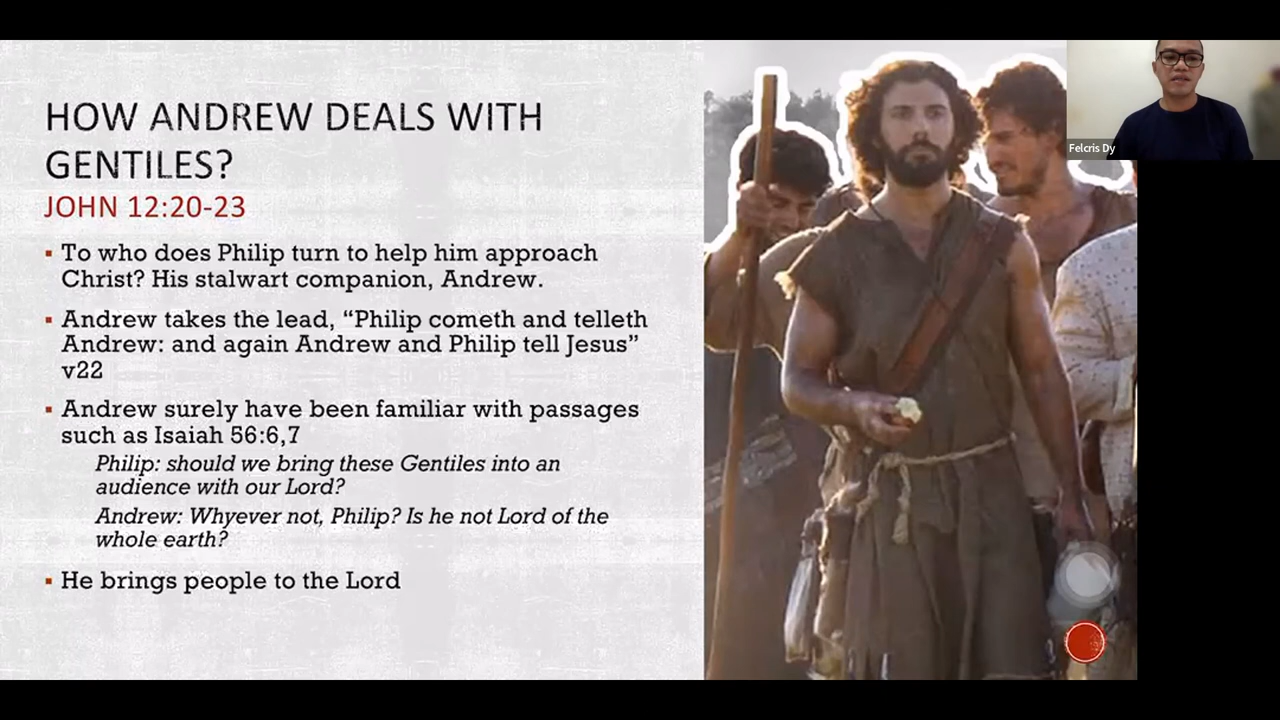 HOW ANDREW DEALS WITH
GENTILES?
JOHN 12:20-23
▪ To who does Philip turn to help him approach
Christ? His stalwart companion, Andrew.
▪ Andrew takes the lead, “Philip cometh and telleth
Andrew: and again Andrew and Philip tell Jesus”
v22
▪ Andrew surely have been familiar with passages
such as Isaiah 56:6,7
Philip: should we bring these Gentiles into an
audience with our Lord?
Andrew: Whyever not, Philip? Is he not Lord of the
whole earth?
▪ He brings people to the Lord
Felcris Dy